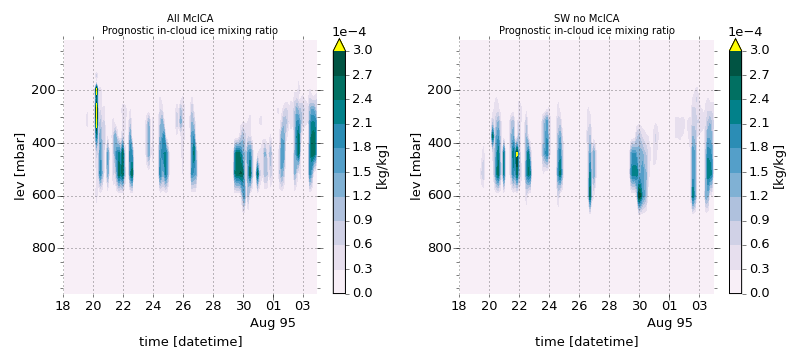 All McICA
Prognostic in-cloud ice mixing ratio
1e−4
3.0
2.7
2.4
2.1
1.8
1.5
1.2
0.9
0.6
0.3
0.0
[kg/kg]
lev [mbar]
200
400
600
800
18 20 22 24 26 28 30 01 03
Aug 95
time [datetime]
SW no McICA
Prognostic in-cloud ice mixing ratio
1e−4
3.0
2.7
2.4
2.1
1.8
1.5
1.2
0.9
0.6
0.3
0.0
[kg/kg]
lev [mbar]
200
400
600
800
18 20 22 24 26 28 30 01 03
Aug 95
time [datetime]